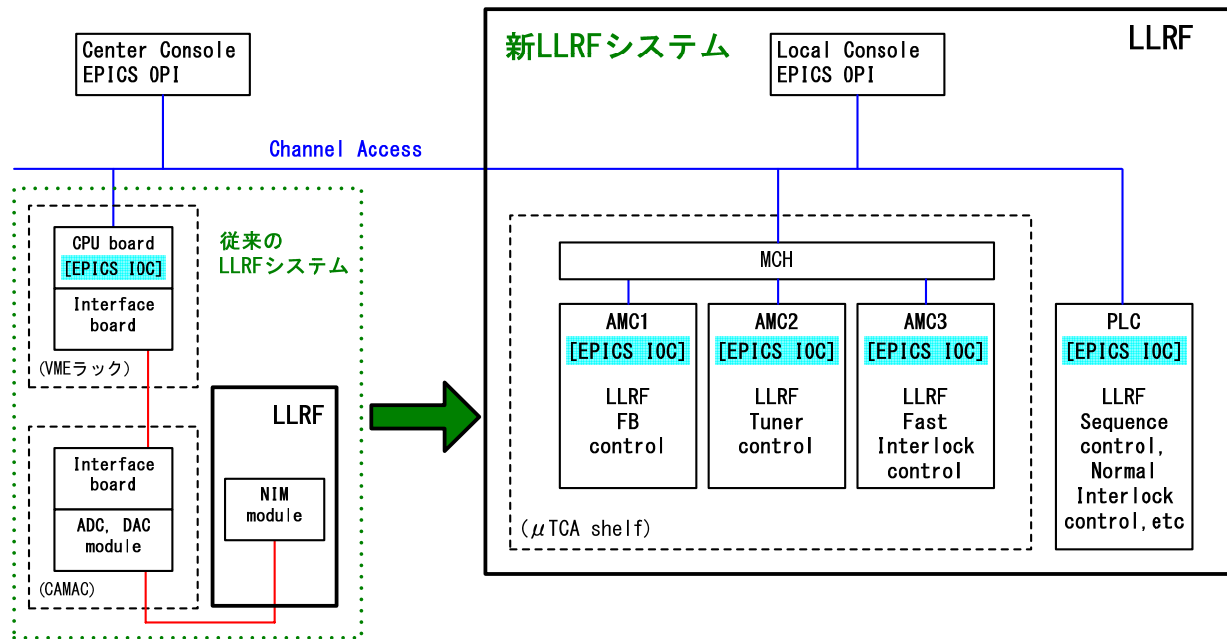 Center Console
EPICS OPI
新LLRFシステム
Local Console
EPICS OPI
LLRF
Channel Access
CPU board
[EPICS IOC]
Interface
board
(VMEラック)
従来の
LLRFシステム
Interface
board
ADC, DAC
module
(CAMAC)
LLRF
NIM
module
MCH
AMC1
[EPICS IOC]
LLRF
FB
control
AMC2
[EPICS IOC]
LLRF
Tuner
control
AMC3
[EPICS IOC]
LLRF
Fast
Interlock
control
(μTCA shelf)
PLC
[EPICS IOC]
LLRF
Sequence
control,
Normal
Interlock
control, etc